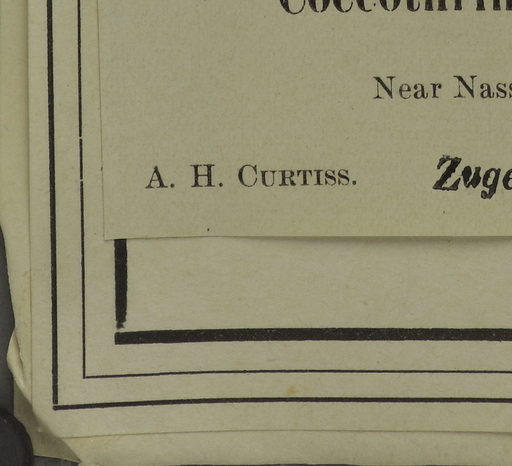 Near Nass
A. H. CURTISS. Zuge